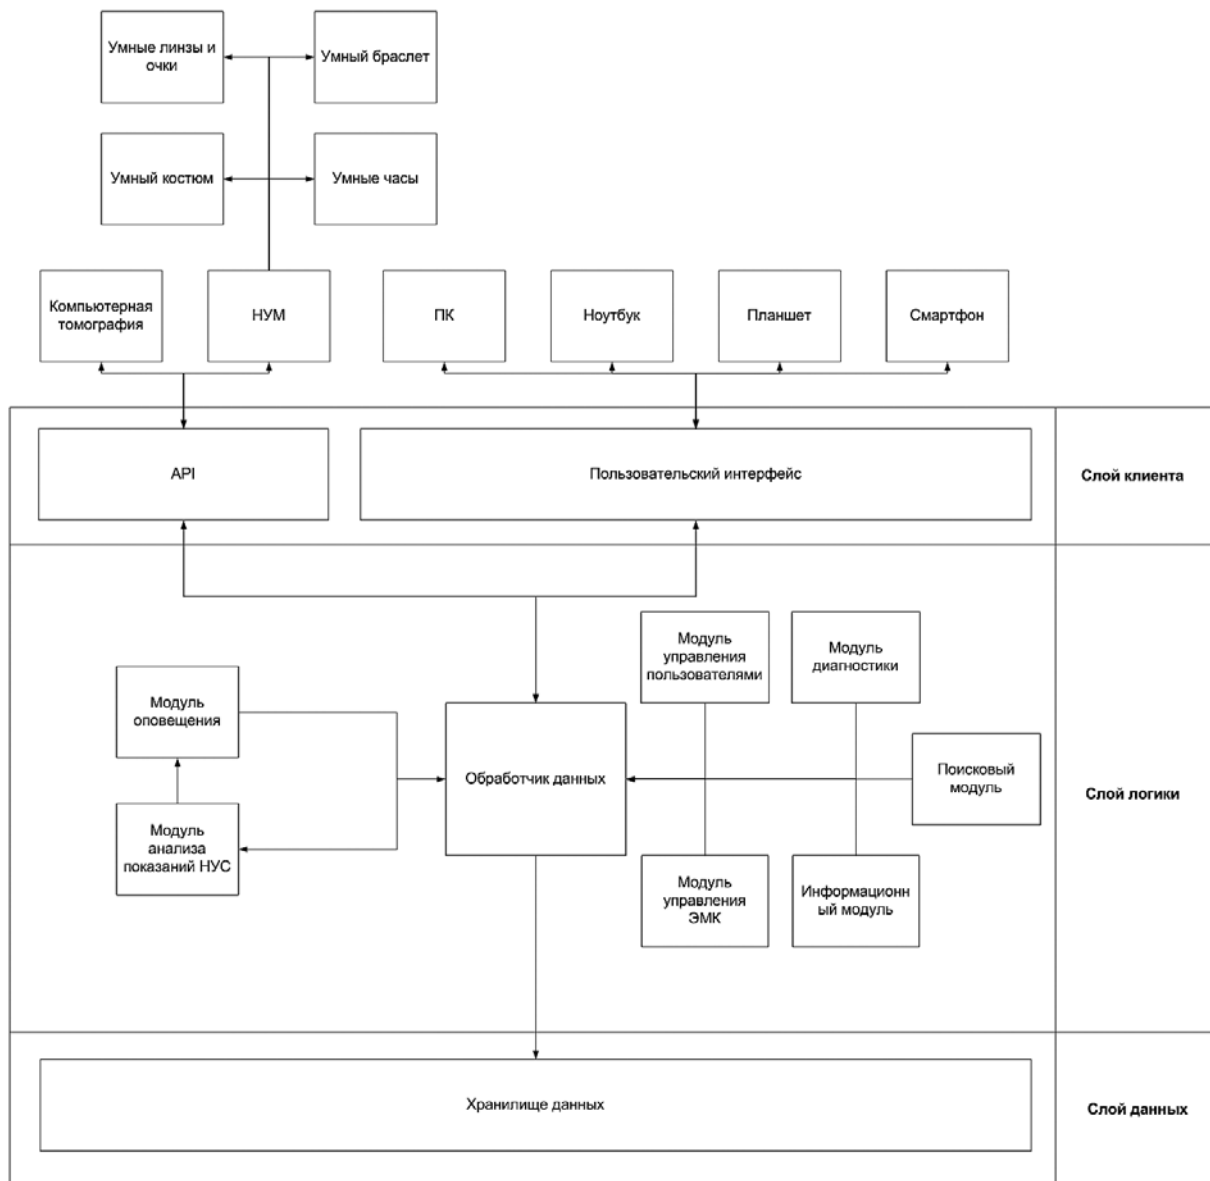 Умные линзы и
очки
Умный браслет
Умный костюм
Умные часы
Компьютерная
томография
НУМ
ПК
Ноутбук
Планшет
Смартфон
API
Пользовательский интерфейс
Слой клиента
Модуль
управления
пользователями
Модуль
диагностики
Модуль
оповещения
Обработчик данных
Поисковый
модуль
Слой логики
Модуль
анализа
показаний НУС
Модуль
управления
ЭМК
Информационн
ый модуль
Хранилище данных
Слой данных